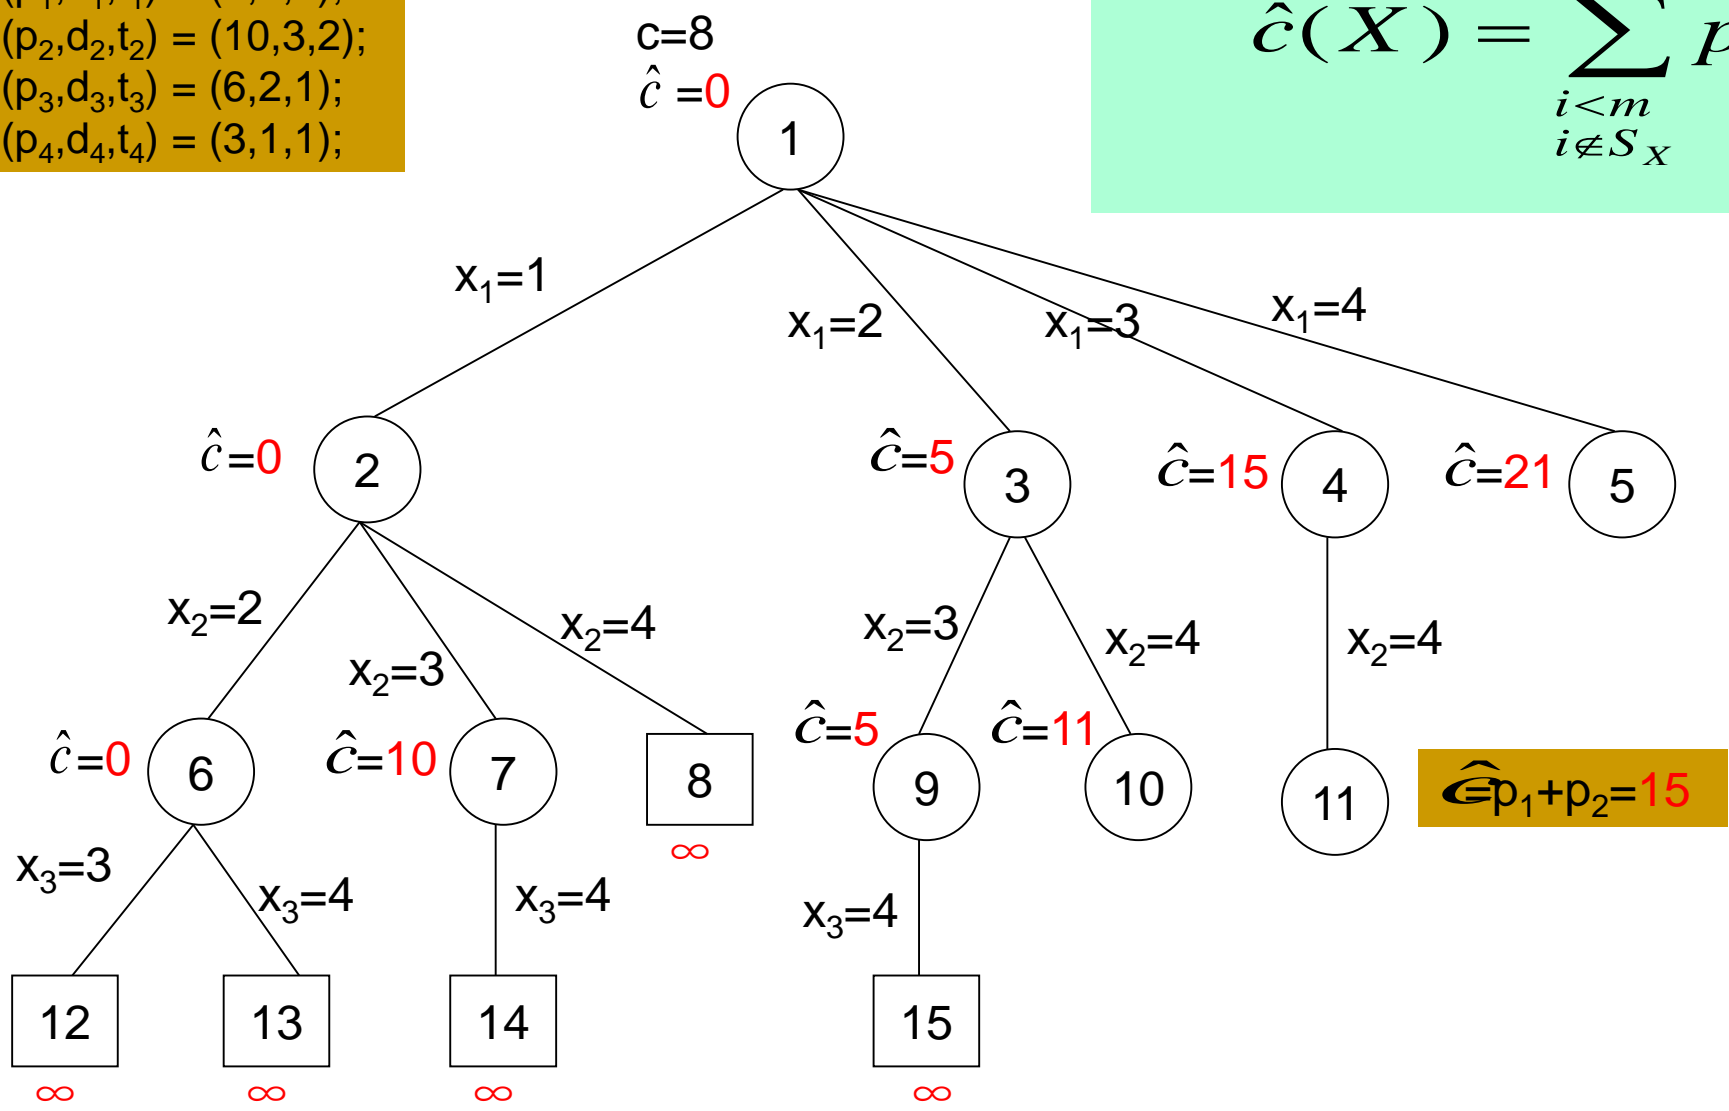 (p₂,d₂,t₂) = (10,3,2);
(p₃,d₃,t₃) = (6,2,1);
(p₄,d₄,t₄) = (3,1,1);
c=8
ĉ =0
ĉ(X) = ∑ p
i<m
i∉S_X
1
x₁=1
x₁=2
x₁=3
x₁=4
ĉ=0
2
ĉ=5
3
ĉ=15
4
ĉ=21
5
x₂=2
x₂=3
x₂=4
x₂=3
x₂=4
x₂=4
ĉ=0
6
ĉ=10
7
8
∞
ĉ=5
9
ĉ=11
10
11
ĉ=p₁+p₂=15
x₃=3
x₃=4
x₃=4
x₃=4
12
13
14
15
∞
∞
∞
∞